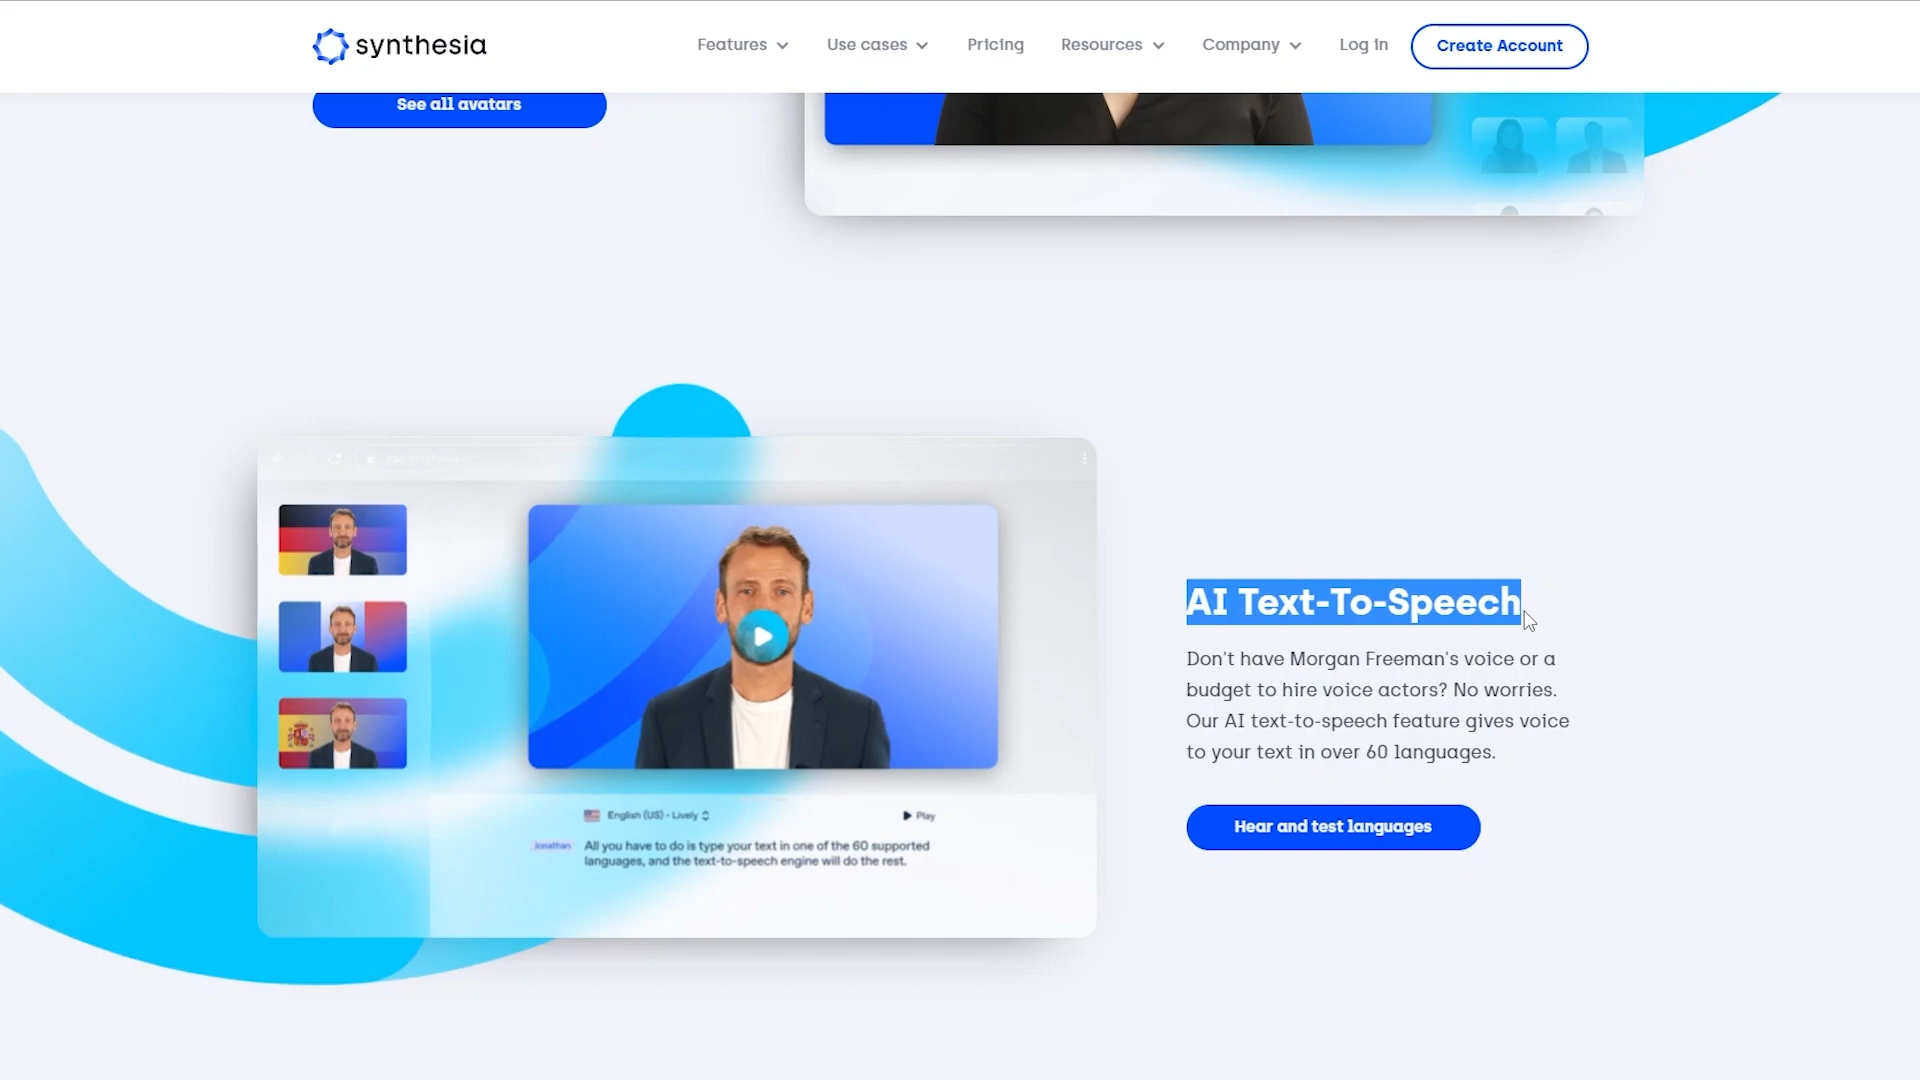 synthesia
Features
Use cases
Pricing
Resources
Company
Log in
Create Account
See all avatars
English (US) - Lively
Play
Jonathan
All you have to do is type your text in one of the 60 supported
languages, and the text-to-speech engine will do the rest.
AI Text-To-Speech
Don't have Morgan Freeman's voice or a
budget to hire voice actors? No worries.
Our AI text-to-speech feature gives voice
to your text in over 60 languages.
Hear and test languages